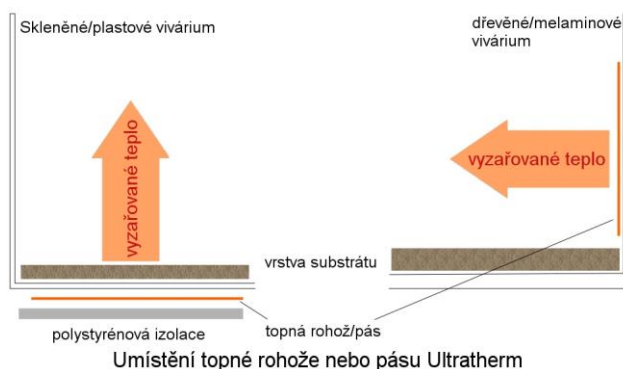 Skleněné/plastové vivárium
dřevěné/melaminové
vivárium
vyzařované teplo
vyzařované teplo
vrstva substrátu
topná rohož/pás
polystyrénová izolace
Umístění topné rohože nebo pásu Ultratherm